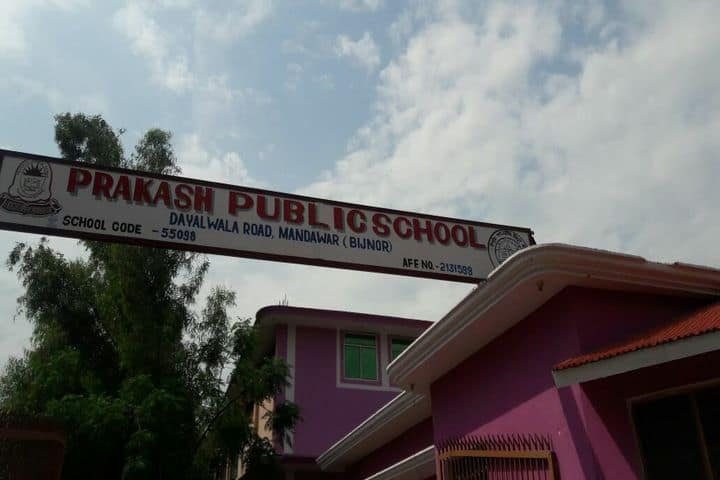 PRAKASH PUBLIC SCHOOL
SCHOOL CODE - 55098
DAYALWALA ROAD, MANDAWAR (BIJNOR)
AFF NO.-2131599